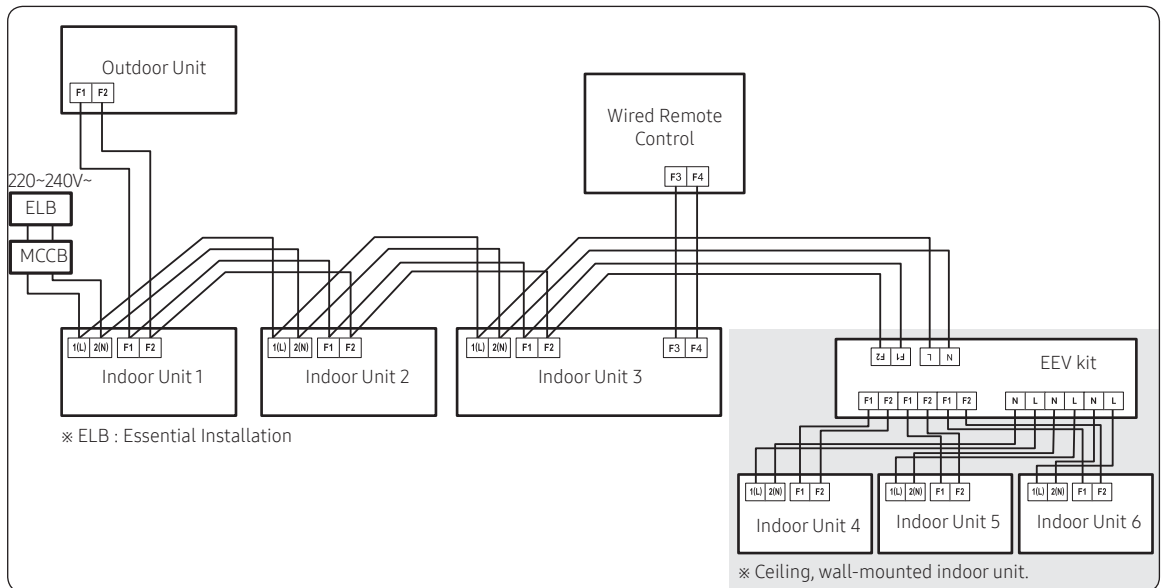 Outdoor Unit
F1 F2
Wired Remote
Control
F3 F4
220~240V~
ELB
MCCB
1(L) 2(N) F1 F2
Indoor Unit 1
1(L) 2(N) F1 F2
Indoor Unit 2
1(L) 2(N) F1 F2 F3 F4
Indoor Unit 3
F2 F1 L N
EEV kit
F1 F2 F1 F2 F1 F2 N L N L N L
※ ELB : Essential Installation
1(L) 2(N) F1 F2
Indoor Unit 4
1(L) 2(N) F1 F2
Indoor Unit 5
1(L) 2(N) F1 F2
Indoor Unit 6
※ Ceiling, wall-mounted indoor unit.